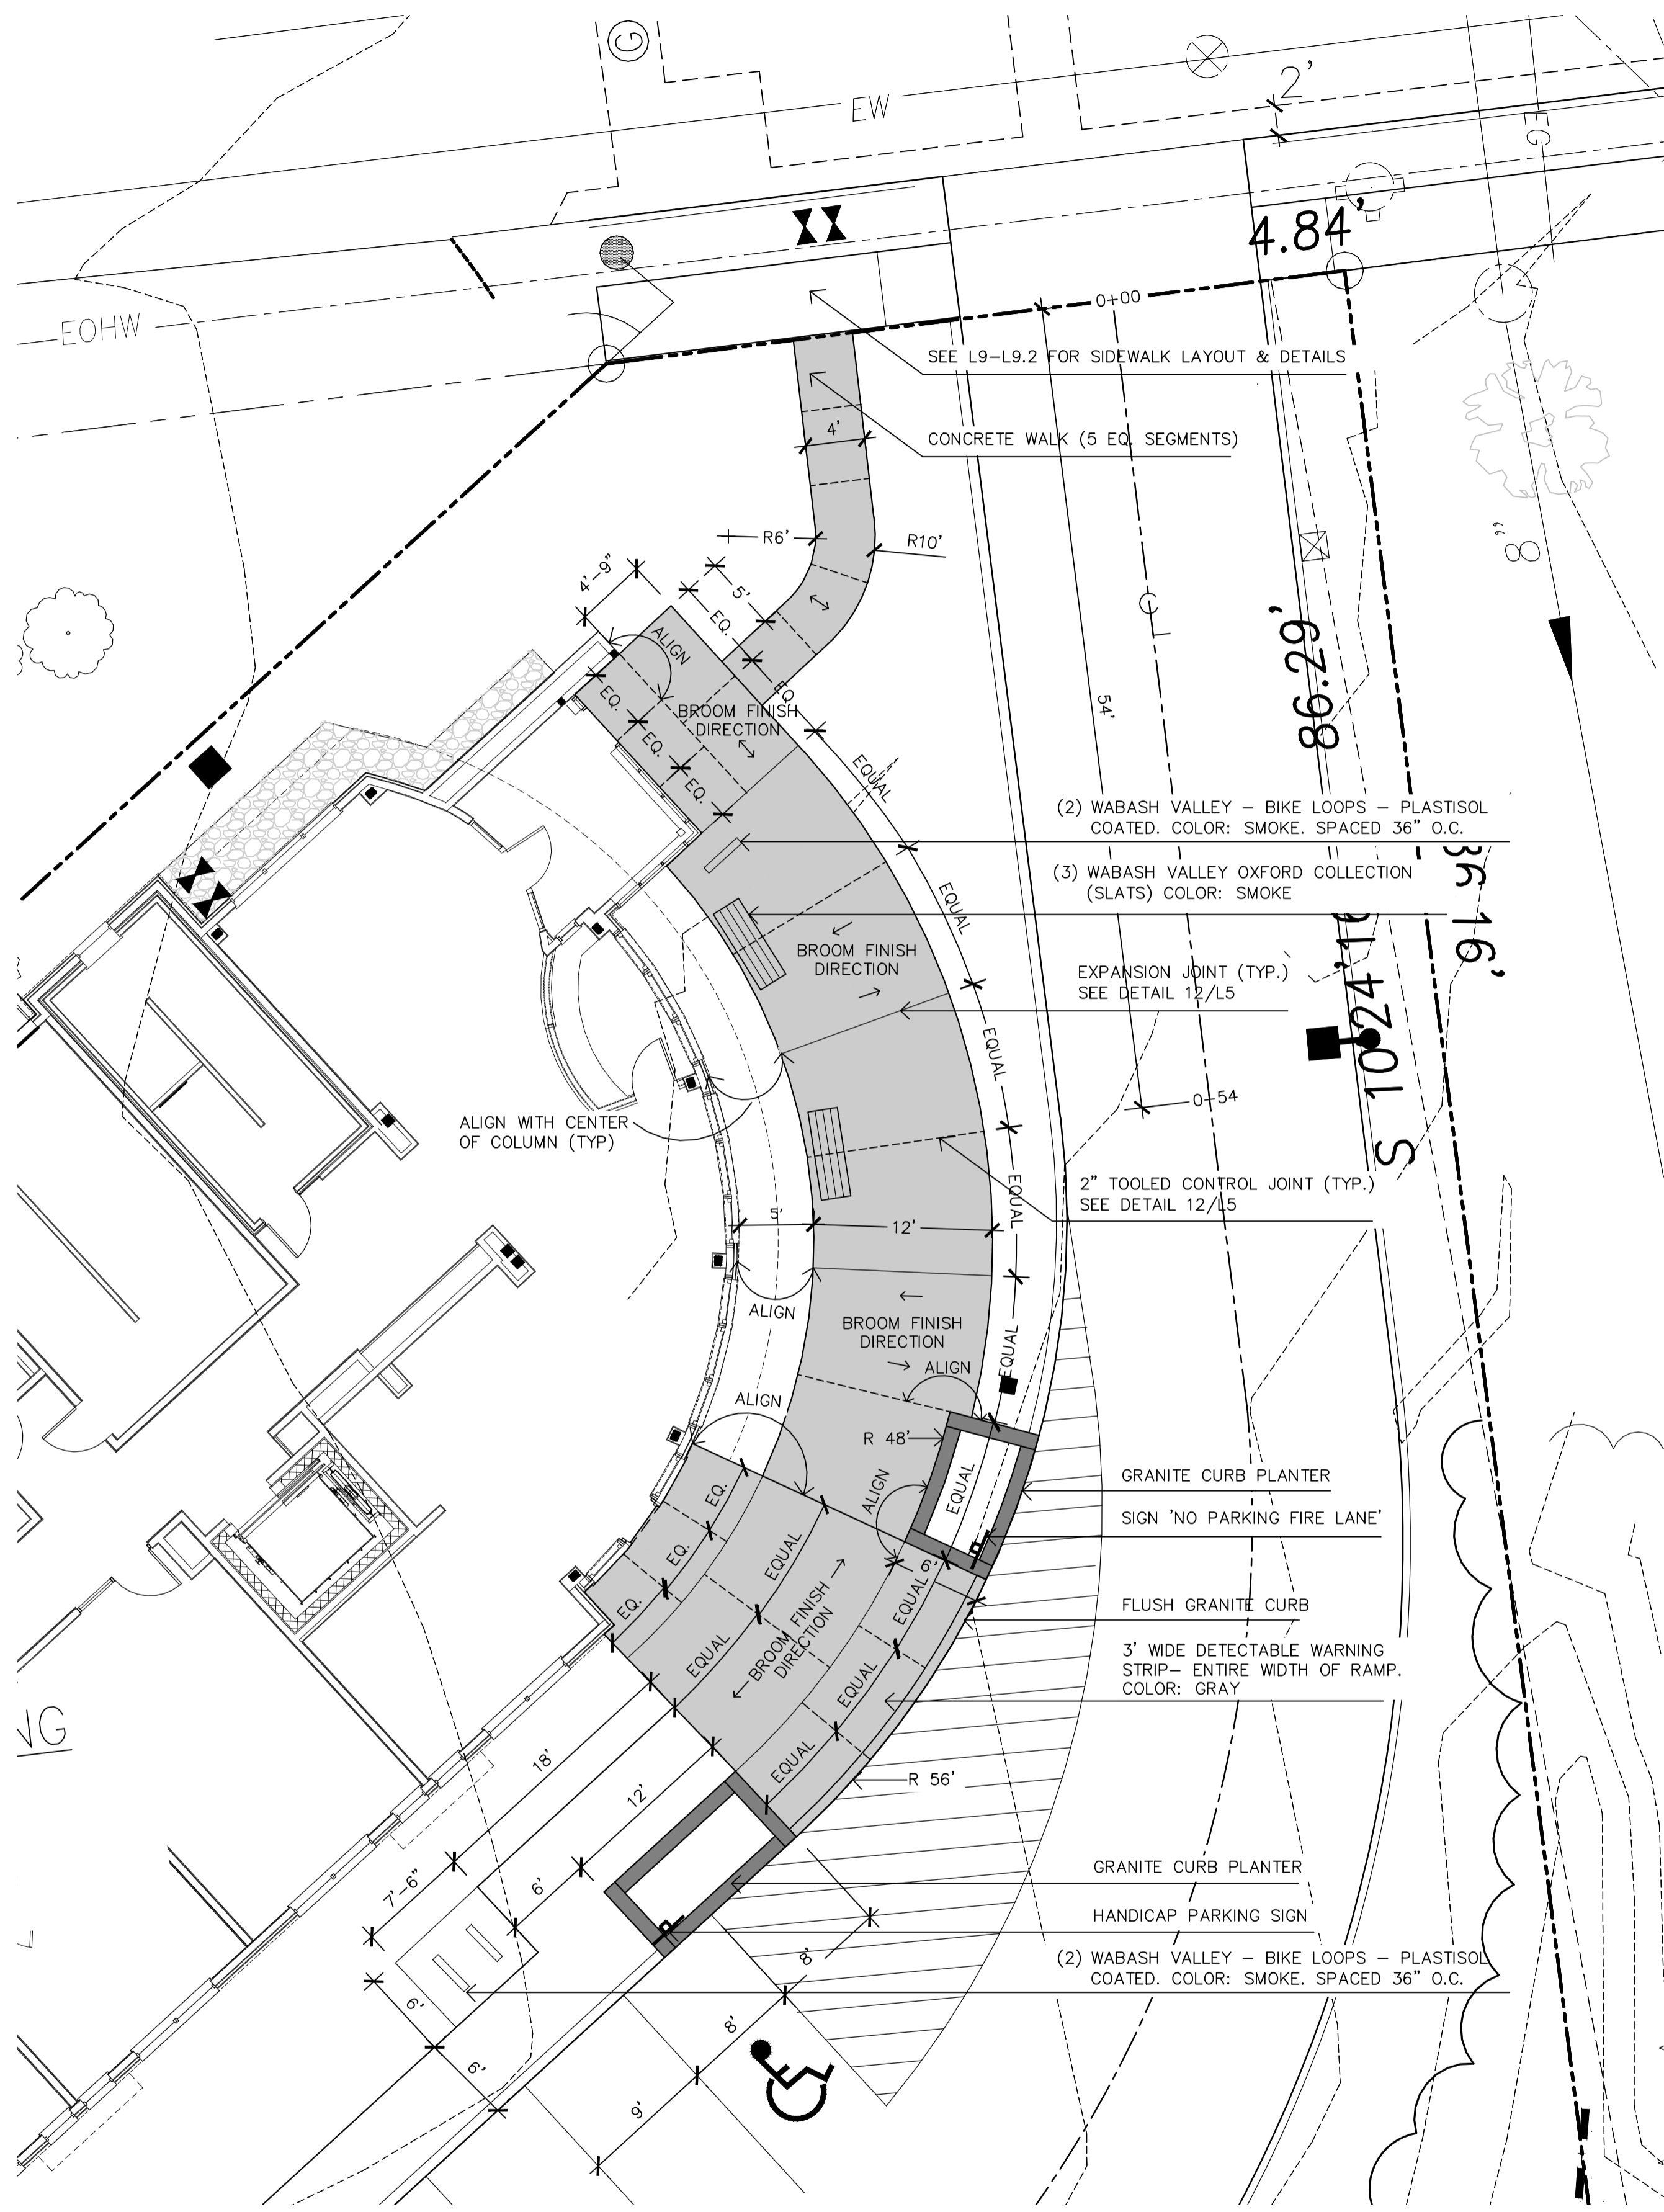 G
EW
2'
G
4.84'
0+00
EOHW
SEE L9-L9.2 FOR SIDEWALK LAYOUT & DETAILS
CONCRETE WALK (5 EQ. SEGMENTS)
4'
R6'
R10'
8"
4'-9"
5'
EQ.
ALIGN
EQ.
EQ.
EQ.
EQ.
BROOM FINISH
DIRECTION
54'
86.29'
EQUAL
(2) WABASH VALLEY - BIKE LOOPS - PLASTISOL
COATED. COLOR: SMOKE. SPACED 36" O.C.
(3) WABASH VALLEY OXFORD COLLECTION
(SLATS) COLOR: SMOKE
EQUAL
BROOM FINISH
DIRECTION
EXPANSION JOINT (TYP.)
SEE DETAIL 12/L5
36 16'
S 10 24'
EQUAL
0+54
ALIGN WITH CENTER
OF COLUMN (TYP)
2" TOOLED CONTROL JOINT (TYP.)
SEE DETAIL 12/L5
5'
12'
EQUAL
ALIGN
BROOM FINISH
DIRECTION
EQUAL
ALIGN
ALIGN
R 48'
ALIGN
EQUAL
GRANITE CURB PLANTER
SIGN 'NO PARKING FIRE LANE'
EQ.
EQ.
EQ.
EQUAL
EQUAL
BROOM FINISH
DIRECTION
6'
EQUAL
EQUAL
EQUAL
FLUSH GRANITE CURB
3' WIDE DETECTABLE WARNING
STRIP- ENTIRE WIDTH OF RAMP.
COLOR: GRAY
18'
12'
R 56'
7'-6"
6'
GRANITE CURB PLANTER
HANDICAP PARKING SIGN
(2) WABASH VALLEY - BIKE LOOPS - PLASTISOL
COATED. COLOR: SMOKE. SPACED 36" O.C.
8'
8'
6'
6'
9'